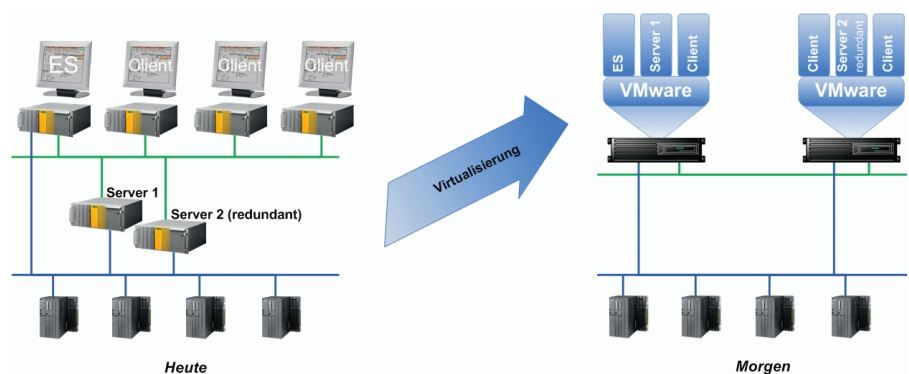 ES
Client
Client
Client
Server 1
Server 2 (redundant)
Heute
Virtualisierung
ES
Server 1
Client
VMware
Client
Server 2
redundant
Client
VMware
Morgen